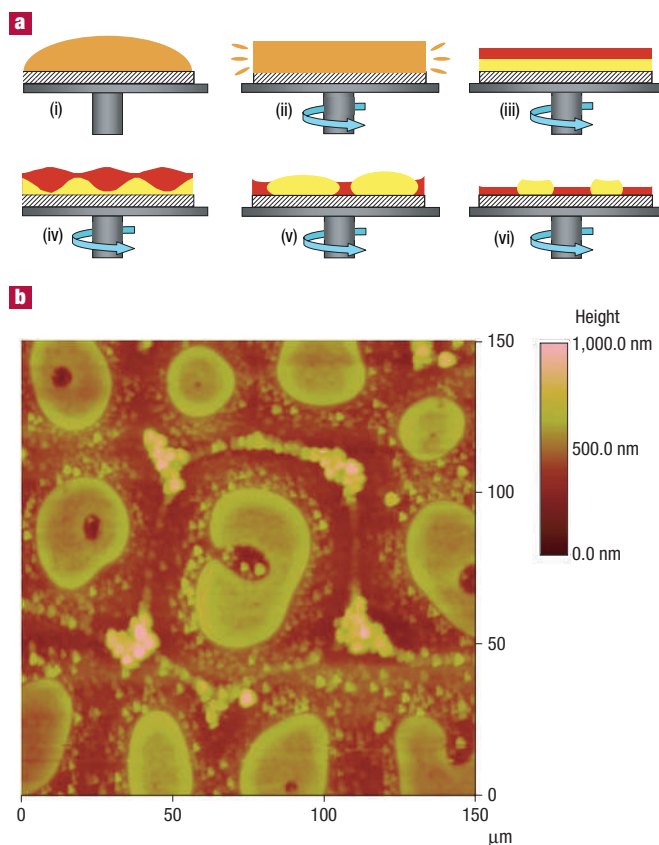 a
(i)
(ii)
(iii)
(iv)
(v)
(vi)
b
Height
1,000.0 nm
500.0 nm
0.0 nm
150
100
50
0
0
50
100
150
μm